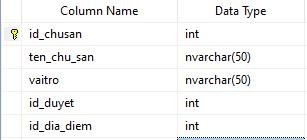 Column Name Data Type
id_chusan int
ten_chu_san nvarchar(50)
vaitro nvarchar(50)
id_duyet int
id_dia_diem int